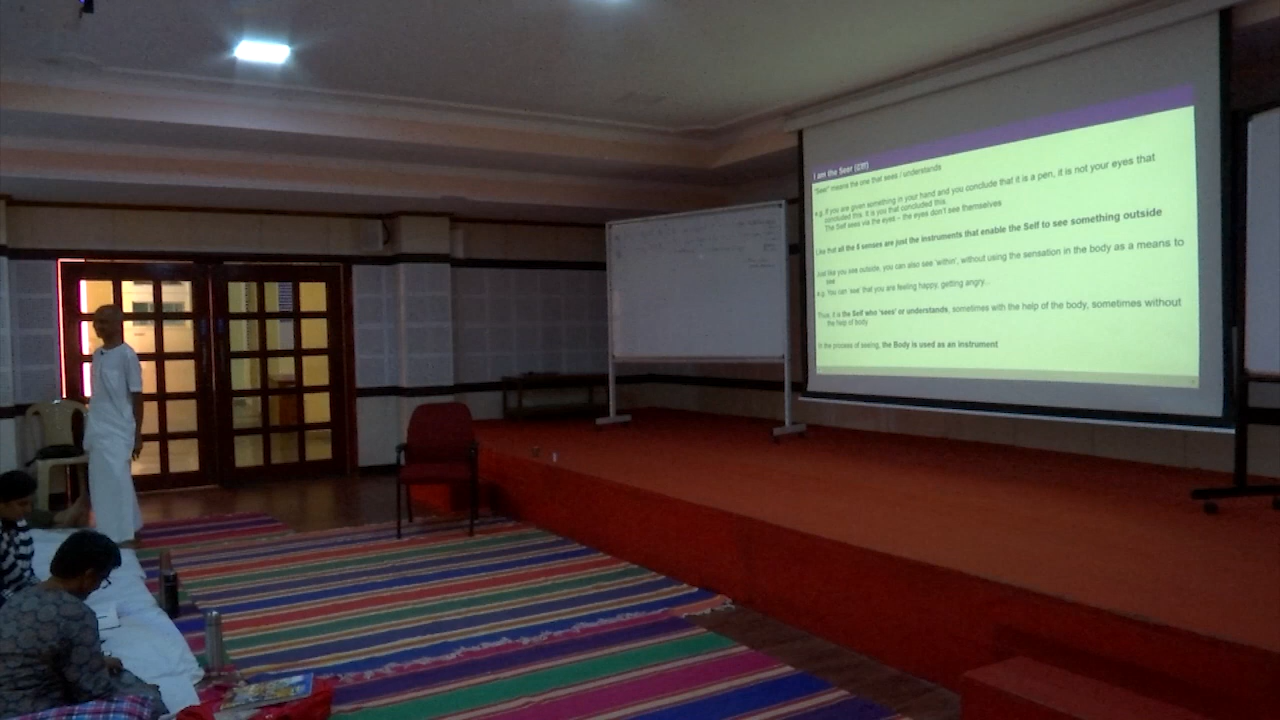 I am the Seer (दृष्टा)
"See" means the one that sees / understands
e.g. if you are given something in your hand and you conclude that it is a pen, it is not your eyes that
concluded this. It is you that concluded this.
The Self sees via the eyes – the eyes don't see themselves
Like that all the 5 senses are just the instruments that enable the Self to see something outside
Just like you see outside, you can also see 'within', without using the sensation in the body as a means to
see
e.g. You can 'see' that you are feeling happy, getting angry...
Thus, it is the Self who 'sees' or understands, sometimes with the help of the body, sometimes without
the help of body
In the process of seeing, the Body is used as an instrument